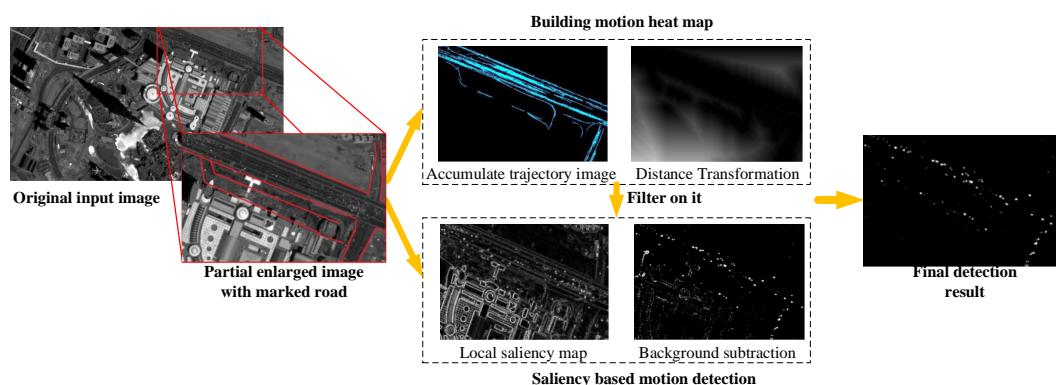 Building motion heat map
Accumulate trajectory image
Distance Transformation
Original input image
Filter on it
Partial enlarged image
with marked road
Final detection
result
Local saliency map
Background subtraction
Saliency based motion detection